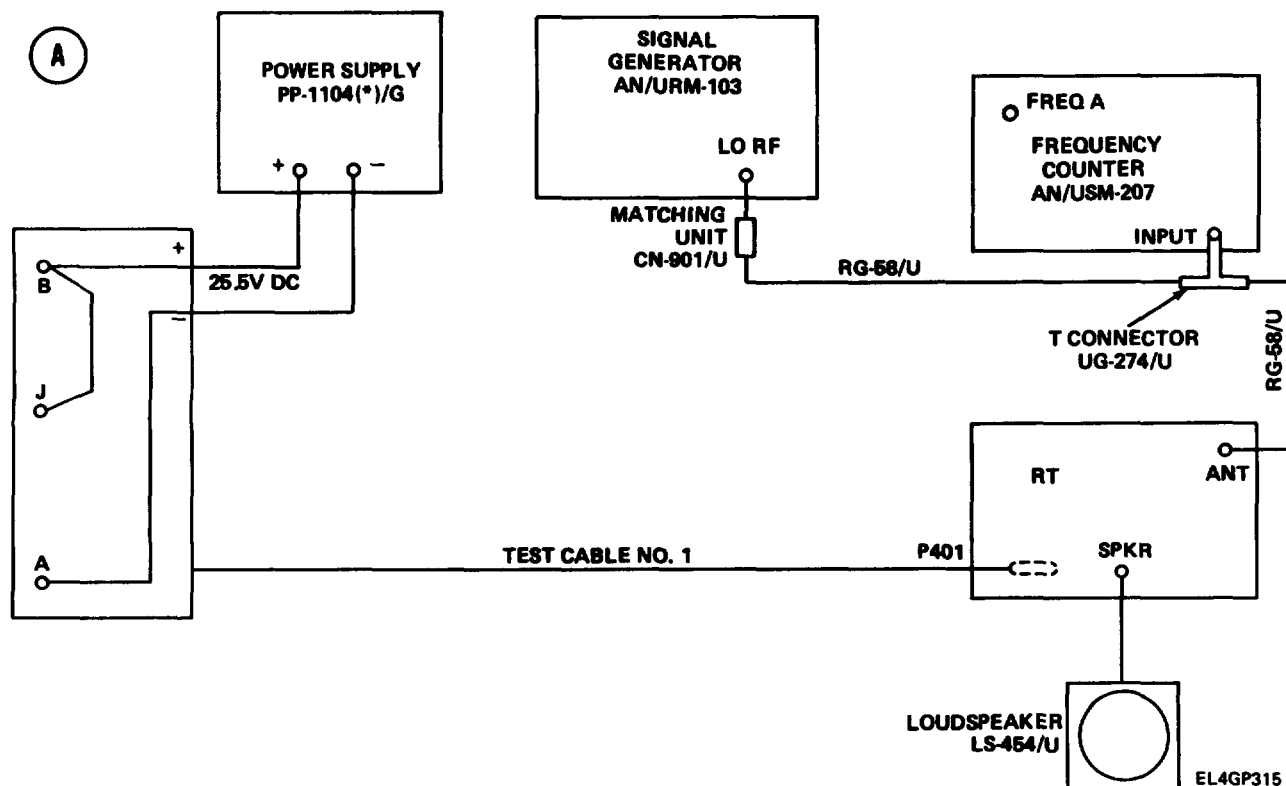 A
POWER SUPPLY
PP-1104(*)/G
+ −
SIGNAL
GENERATOR
AN/URM-103
LO RF
FREQ A
FREQUENCY
COUNTER
AN/USM-207
INPUT
MATCHING
UNIT
CN-901/U
RG-58/U
T CONNECTOR
UG-274/U
RG-58/U
+
B
25.5V DC
−
J
A
TEST CABLE NO. 1
P401
RT
ANT
SPKR
LOUDSPEAKER
LS-454/U
EL4GP315